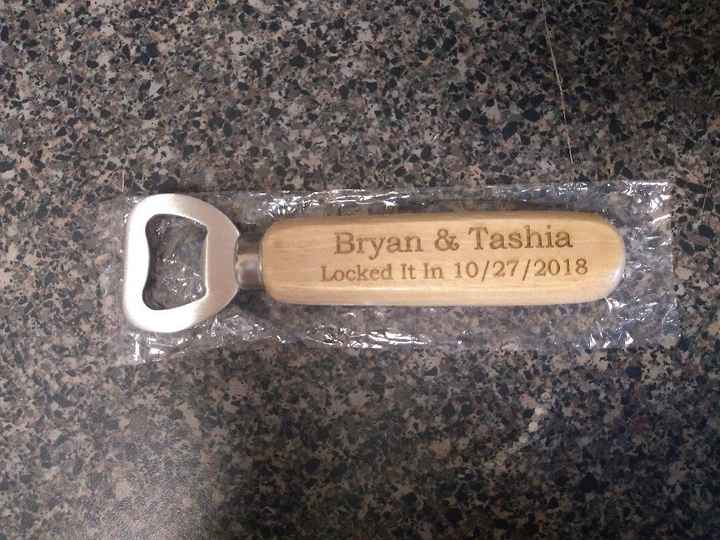 Bryan & Tashia
Locked It In 10/27/2018